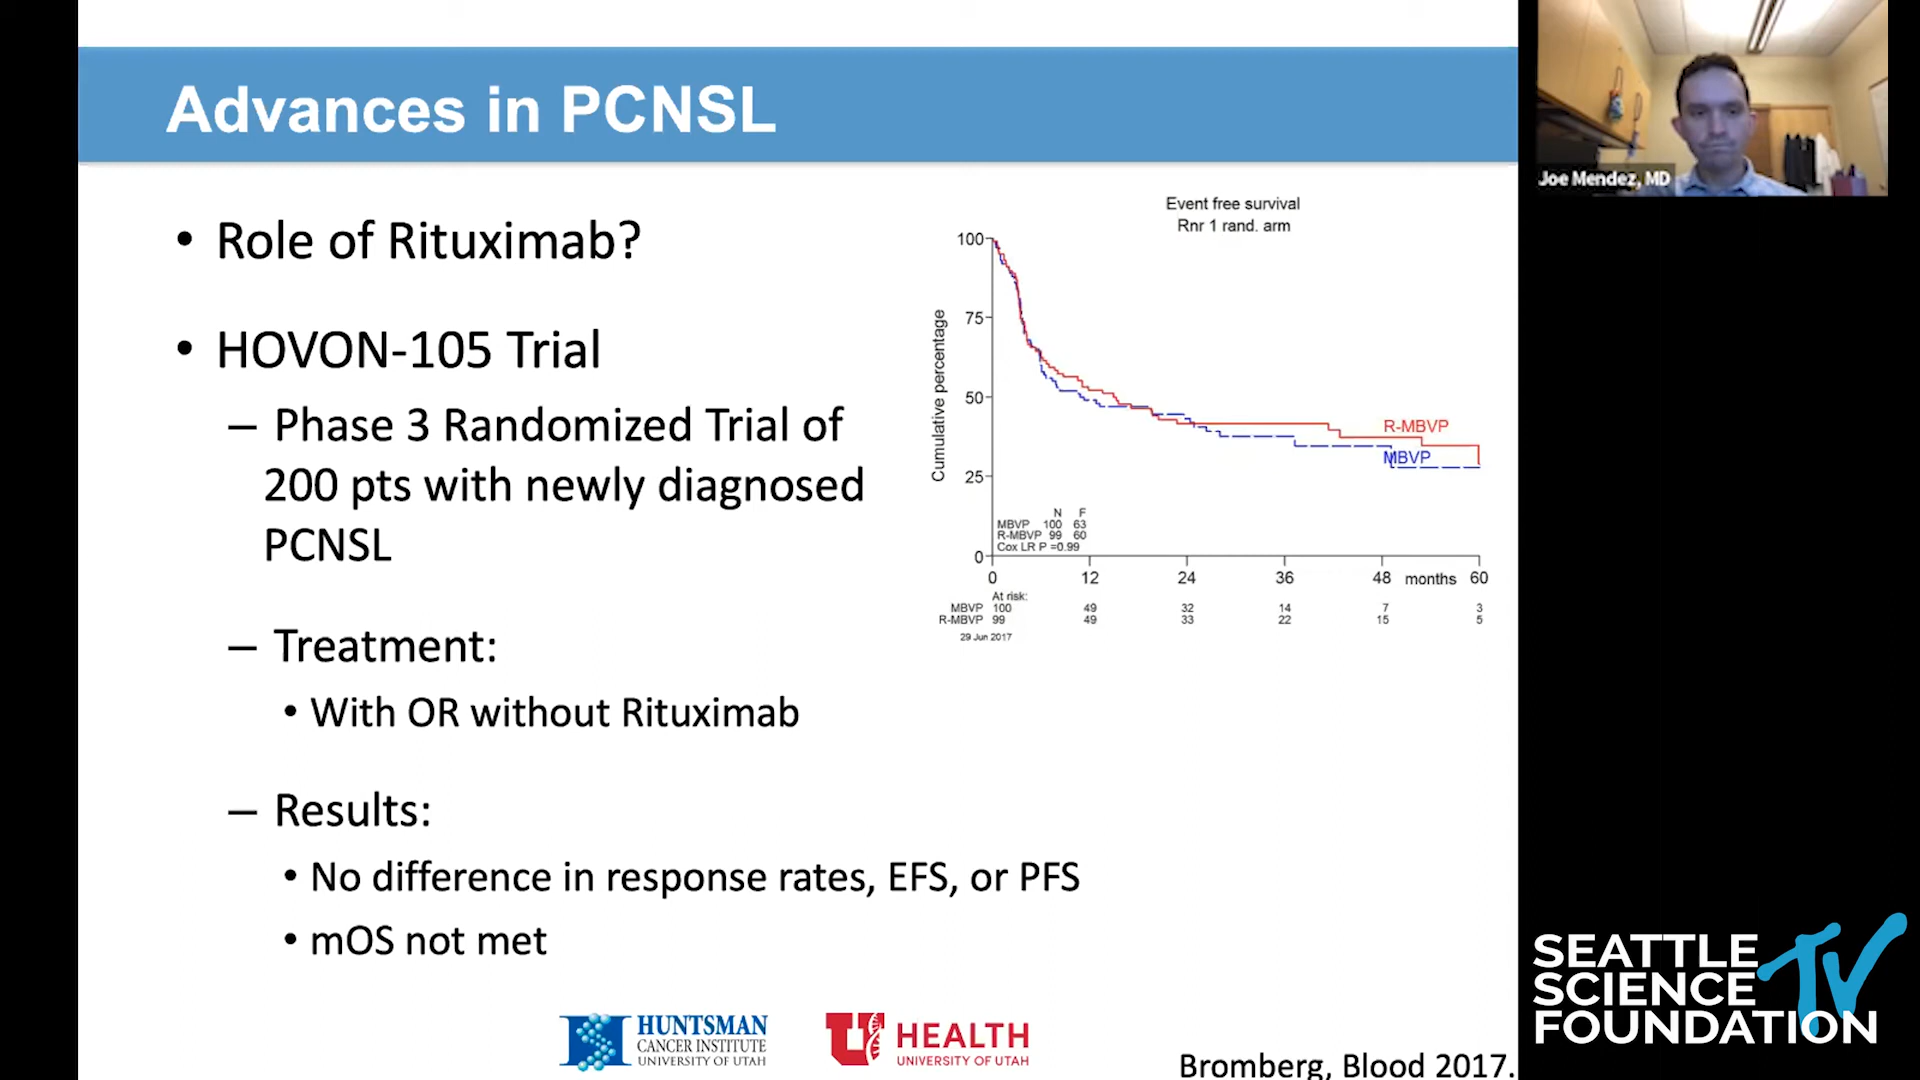 Advances in PCNSL
Joe Mendez, MD
• Role of Rituximab?
• HOVON-105 Trial
– Phase 3 Randomized Trial of
200 pts with newly diagnosed
PCNSL
– Treatment:
• With OR without Rituximab
– Results:
• No difference in response rates, EFS, or PFS
• mOS not met
Event free survival
Rnr 1 rand. arm
Cumulative percentage
100
75
50
25
0
R-MBVP
MBVP
N F
MBVP 100 63
R-MBVP 99 60
Cox LR P =0.99
0 12 24 36 48 months 60
At risk:
MBVP 100 49 32 14 7 3
R-MBVP 99 49 33 22 15 5
29 Jun 2017
HUNTSMAN
CANCER INSTITUTE
UNIVERSITY OF UTAH
U HEALTH
UNIVERSITY OF UTAH
Bromberg, Blood 2017.
SEATTLE
SCIENCE
FOUNDATION
TV